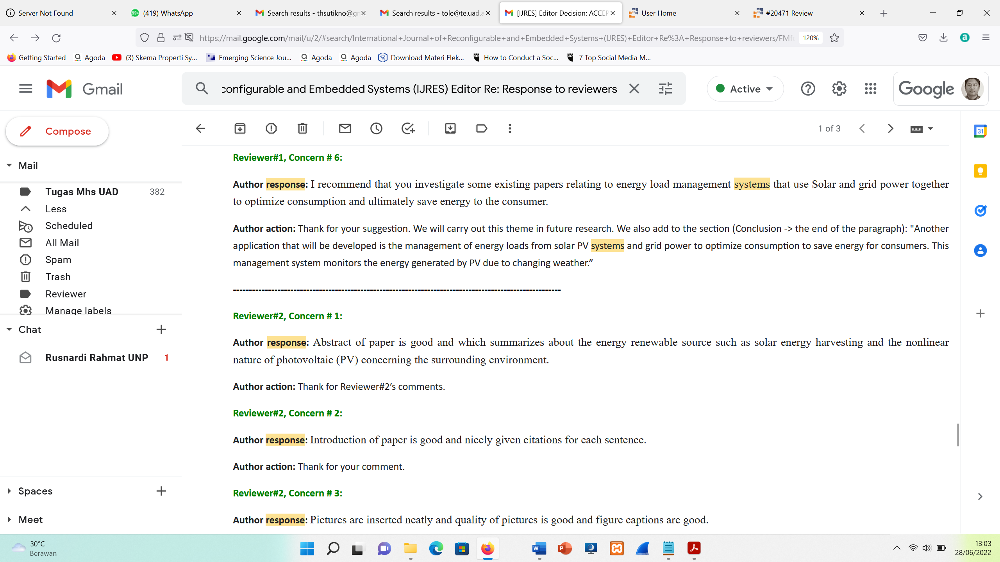 Server Not Found
(419) WhatsApp
Search results - thsutikno@gm
Search results - tole@te.uad.a
[IJRES] Editor Decision: ACCEP
User Home
#20471 Review
https://mail.google.com/mail/u/2/#search/International+Journal+of+Reconfigurable+and+Embedded+Systems+(IJRES)+Editor+Re%3A+Response+to+reviewers/FMfc
120%
Getting Started
Agoda
(3) Skema Properti Sy...
Emerging Science Jou...
Agoda
Agoda
Download Materi Elek...
How to Conduct a Soc...
7 Top Social Media M...
Gmail
configurable and Embedded Systems (IJRES) Editor Re: Response to reviewers
Active
Google
Compose
1 of 3
Mail
Tugas Mhs UAD 382
Less
Scheduled
All Mail
Spam
Trash
Reviewer
Manage labels
Chat
Rusnardi Rahmat UNP 1
Spaces
Meet
Reviewer#1, Concern # 6:
Author response: I recommend that you investigate some existing papers relating to energy load management systems that use Solar and grid power together
to optimize consumption and ultimately save energy to the consumer.
Author action: Thank for your suggestion. We will carry out this theme in future research. We also add to the section (Conclusion -> the end of the paragraph): "Another
application that will be developed is the management of energy loads from solar PV systems and grid power to optimize consumption to save energy for consumers. This
management system monitors the energy generated by PV due to changing weather.”
--------------------------------------------------------------------------------------------------------
Reviewer#2, Concern # 1:
Author response: Abstract of paper is good and which summarizes about the energy renewable source such as solar energy harvesting and the nonlinear
nature of photovoltaic (PV) concerning the surrounding environment.
Author action: Thank for Reviewer#2’s comments.
Reviewer#2, Concern # 2:
Author response: Introduction of paper is good and nicely given citations for each sentence.
Author action: Thank for your comment.
Reviewer#2, Concern # 3:
Author response: Pictures are inserted neatly and quality of pictures is good and figure captions are good.
31
30°C
Berawan
13:03
28/06/2022